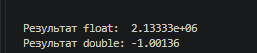 Результат float:  2.13333e+06
Результат double: -1.00136